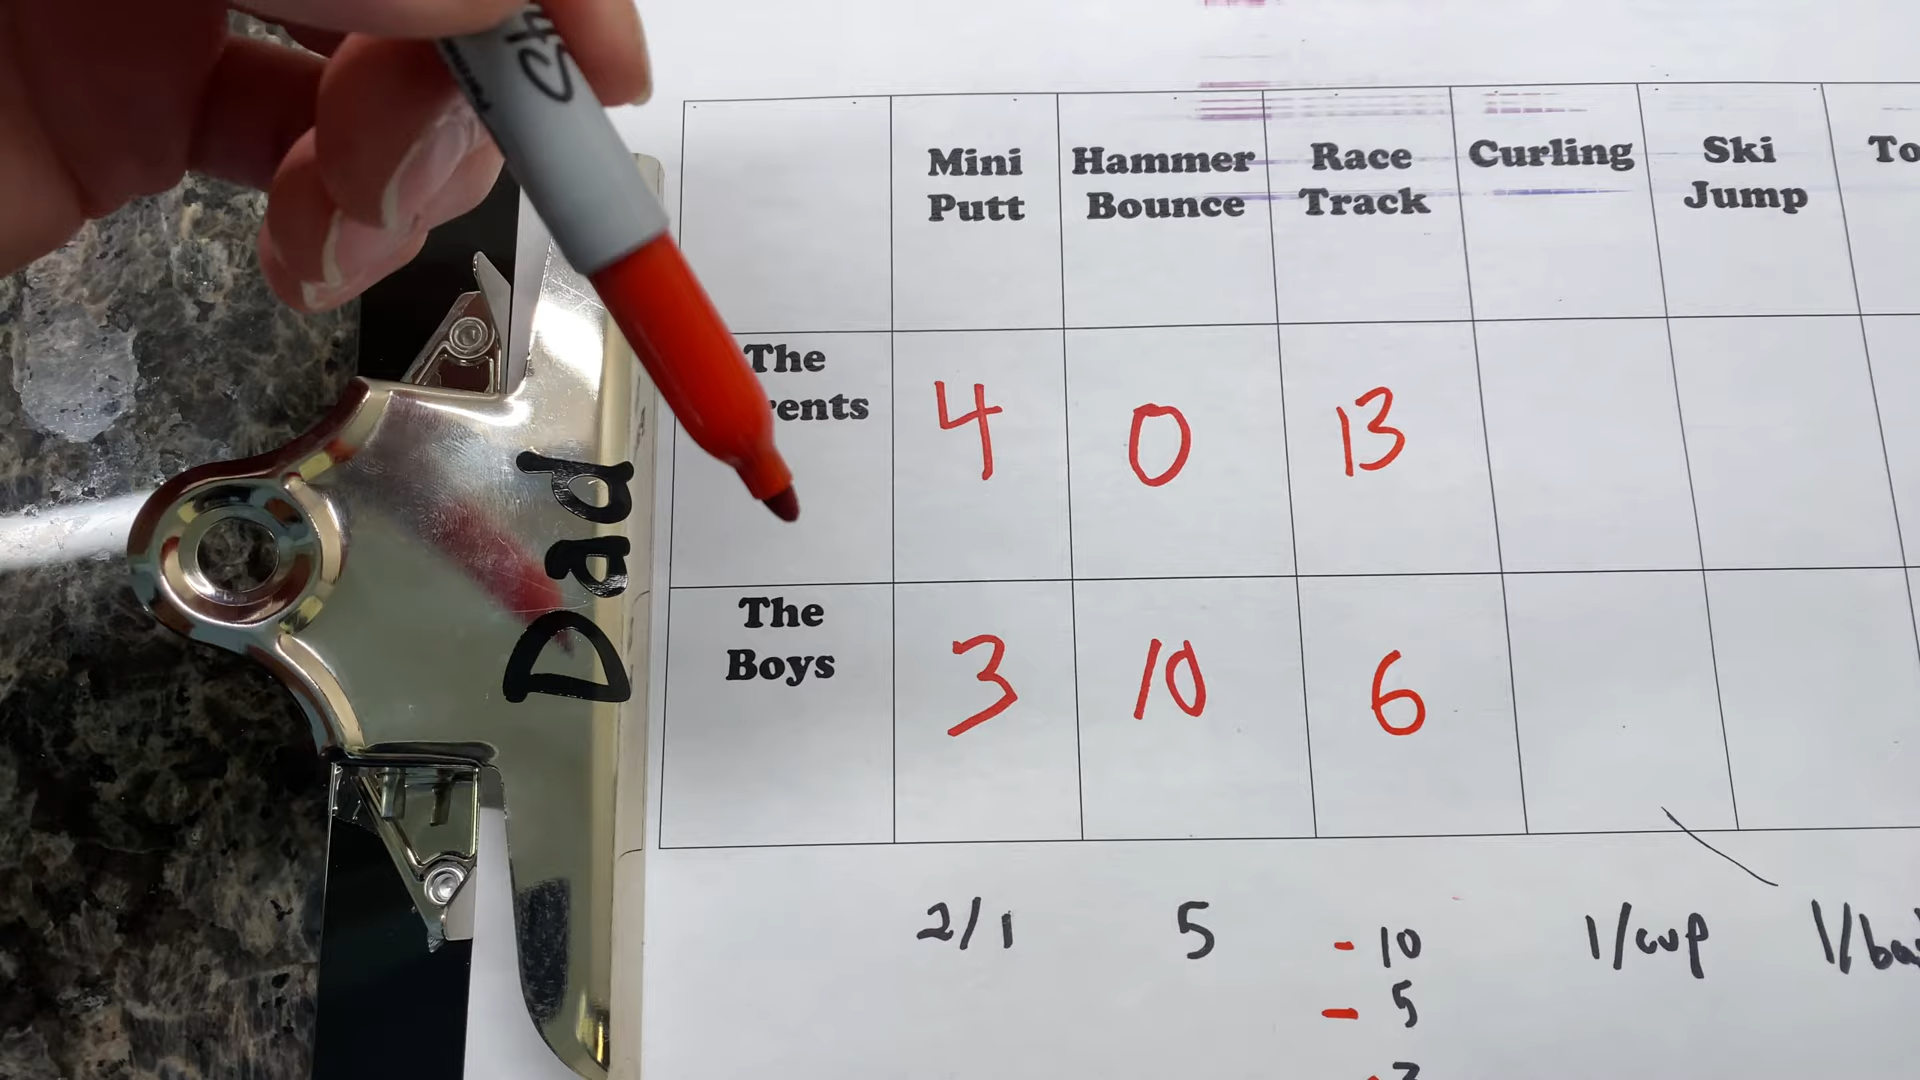 Mini Putt
Hammer Bounce
Race Track
Curling
Ski Jump
The
4 0 13
The Boys
3 10 6
2/1 5 - 10 1/cup
- 5
Dad